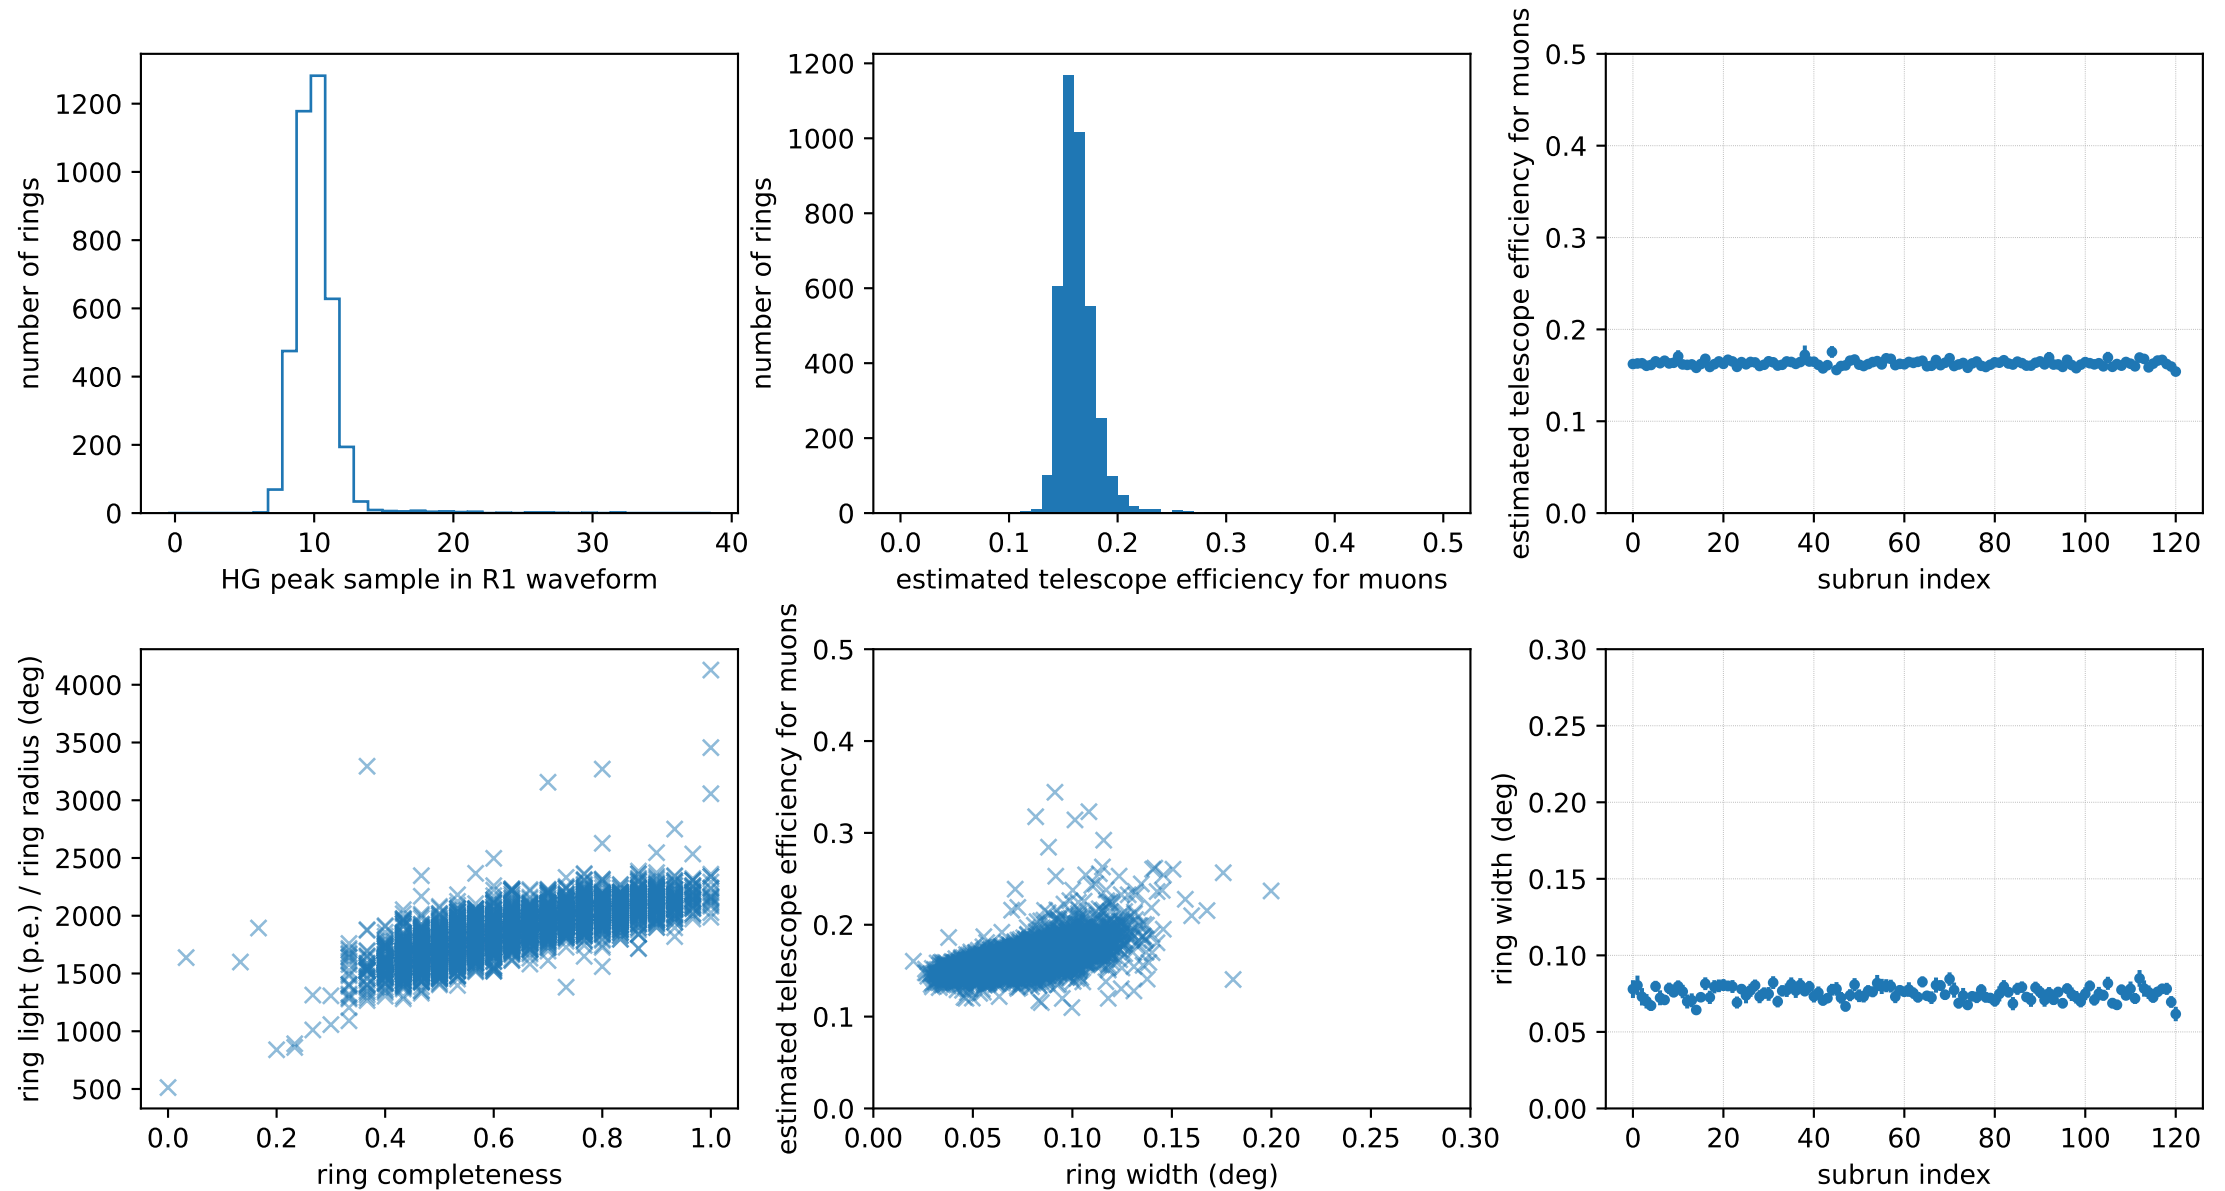 number of rings
1200
1000
800
600
400
200
0
0 10 20 30 40
HG peak sample in R1 waveform
number of rings
1200
1000
800
600
400
200
0
0.0 0.1 0.2 0.3 0.4 0.5
estimated telescope efficiency for muons
estimated telescope efficiency for muons
0.5
0.4
0.3
0.2
0.1
0.0
0 20 40 60 80 100 120
subrun index
ring light (p.e.) / ring radius (deg)
4000
3500
3000
2500
2000
1500
1000
500
0.0 0.2 0.4 0.6 0.8 1.0
ring completeness
estimated telescope efficiency for muons
0.5
0.4
0.3
0.2
0.1
0.0
0.00 0.05 0.10 0.15 0.20 0.25 0.30
ring width (deg)
ring width (deg)
0.30
0.25
0.20
0.15
0.10
0.05
0.00
0 20 40 60 80 100 120
subrun index